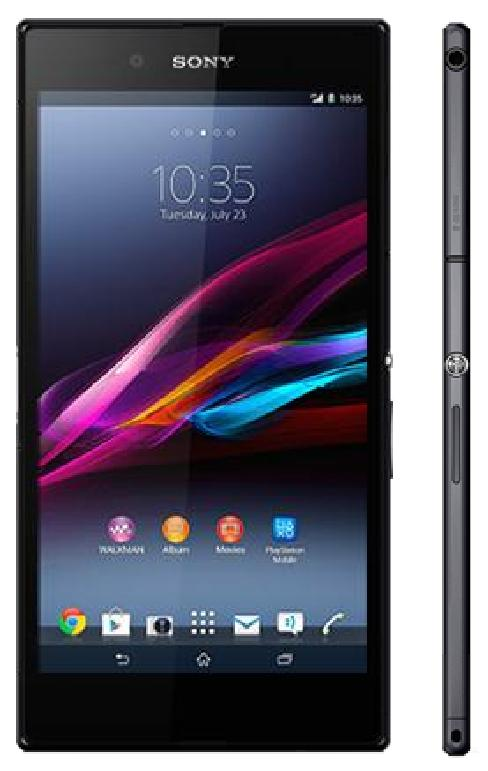 SONY
10:35
10:35
Tuesday, July 23
WALKMAN Album Movies PlayStation
Mobile